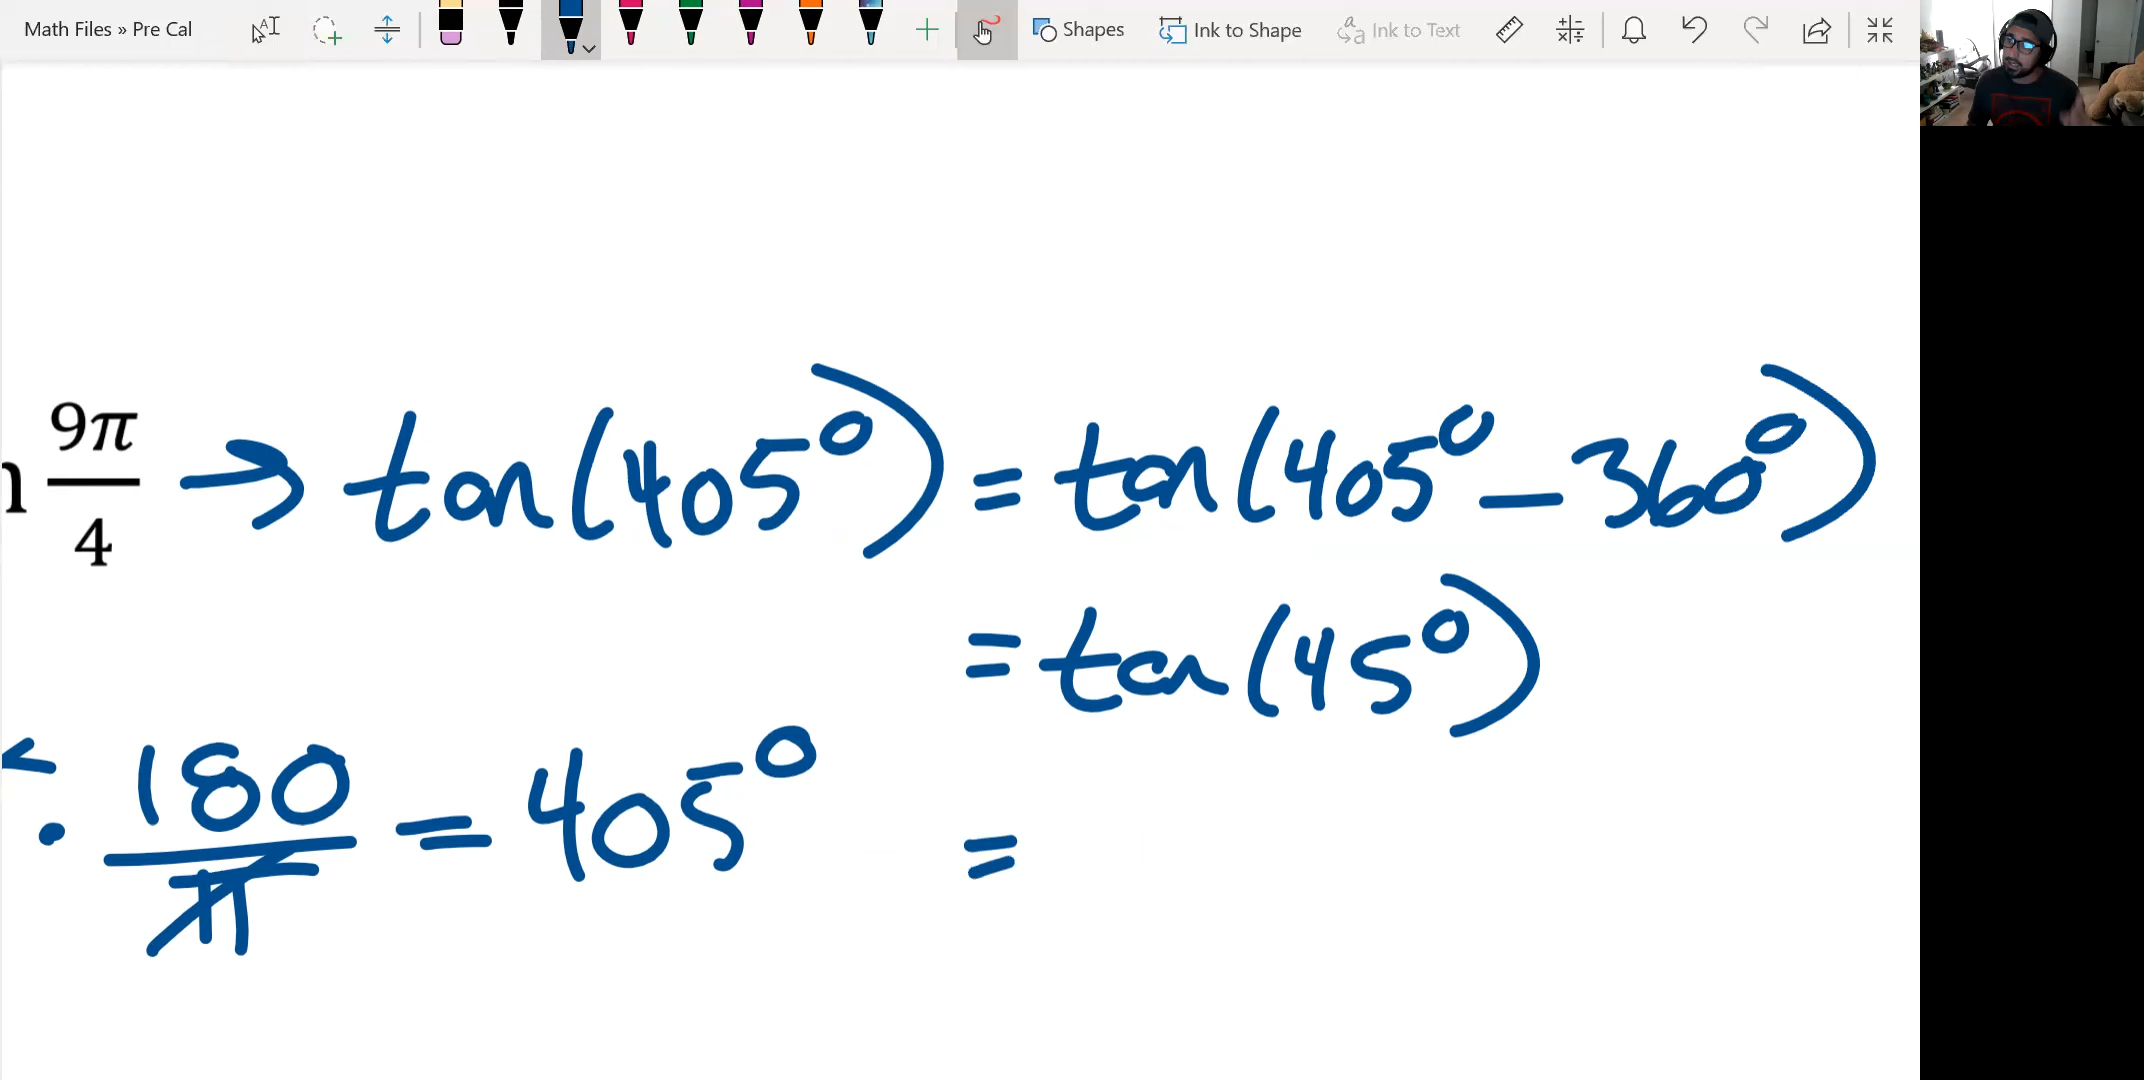 Math Files » Pre Cal
Shapes
Ink to Shape
Ink to Text
n 9π/4 → tan(405°) = tan(405° - 360°)
= tan(45°)
· 180/π = 405°
=